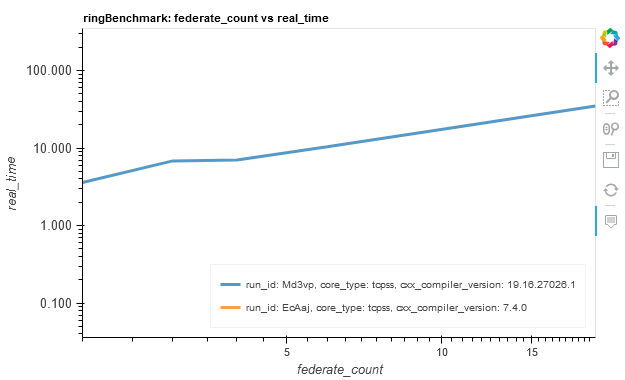 ringBenchmark: federate_count vs real_time
100.000
10.000
1.000
0.100
real_time
run_id: Md3vp, core_type: tcpss, cxx_compiler_version: 19.16.27026.1
run_id: EcAaj, core_type: tcpss, cxx_compiler_version: 7.4.0
5
10
15
federate_count